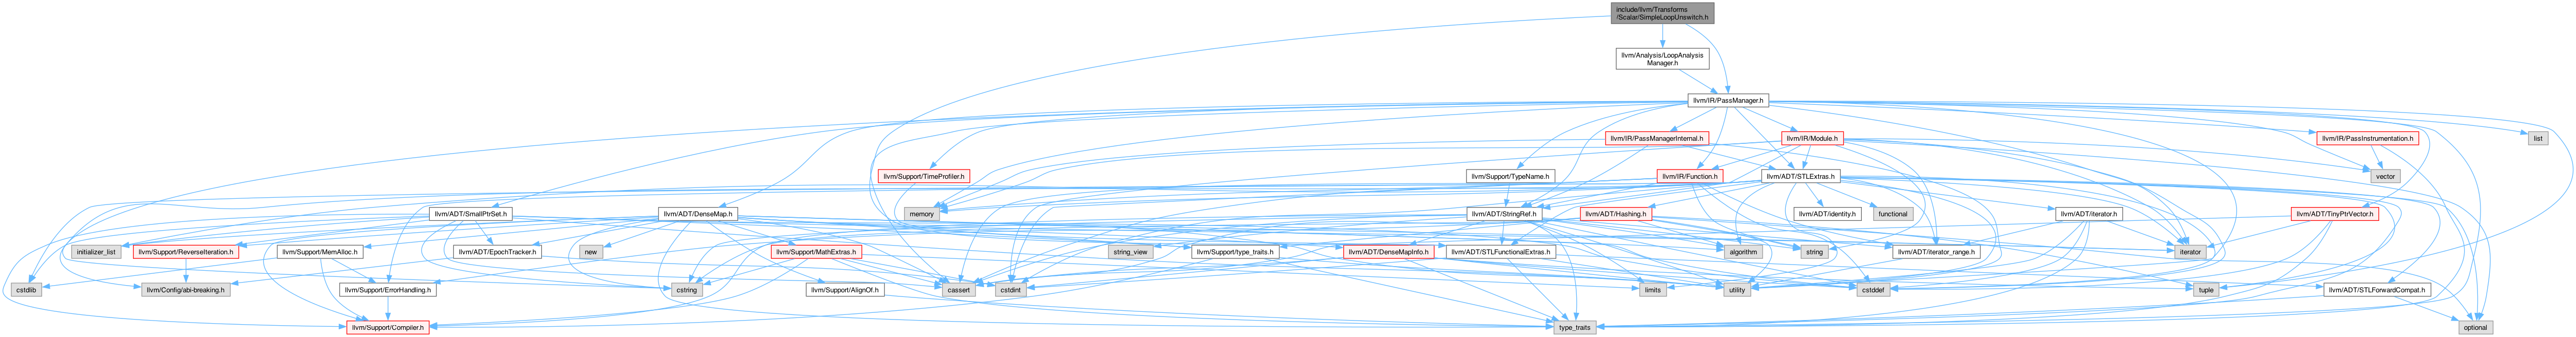 include/llvm/Transforms
/Scalar/SimpleLoopUnswitch.h
llvm/Analysis/LoopAnalysis
Manager.h
llvm/IR/PassManager.h
llvm/IR/PassManagerInternal.h
llvm/IR/Module.h
llvm/IR/PassInstrumentation.h
list
llvm/Support/TimeProfiler.h
llvm/Support/TypeName.h
llvm/IR/Function.h
llvm/ADT/STLExtras.h
vector
llvm/ADT/SmallPtrSet.h
llvm/ADT/DenseMap.h
memory
llvm/ADT/StringRef.h
llvm/ADT/Hashing.h
llvm/ADT/identity.h
functional
llvm/ADT/iterator.h
llvm/ADT/TinyPtrVector.h
initializer_list
llvm/Support/ReverseIteration.h
llvm/Support/MemAlloc.h
llvm/ADT/EpochTracker.h
new
llvm/Support/MathExtras.h
string_view
llvm/Support/type_traits.h
llvm/ADT/DenseMapInfo.h
llvm/ADT/STLFunctionalExtras.h
algorithm
string
llvm/ADT/iterator_range.h
iterator
cstdlib
llvm/Config/abi-breaking.h
llvm/Support/ErrorHandling.h
cstring
llvm/Support/AlignOf.h
cassert
cstdint
limits
utility
cstddef
tuple
llvm/ADT/STLForwardCompat.h
llvm/Support/Compiler.h
type_traits
optional